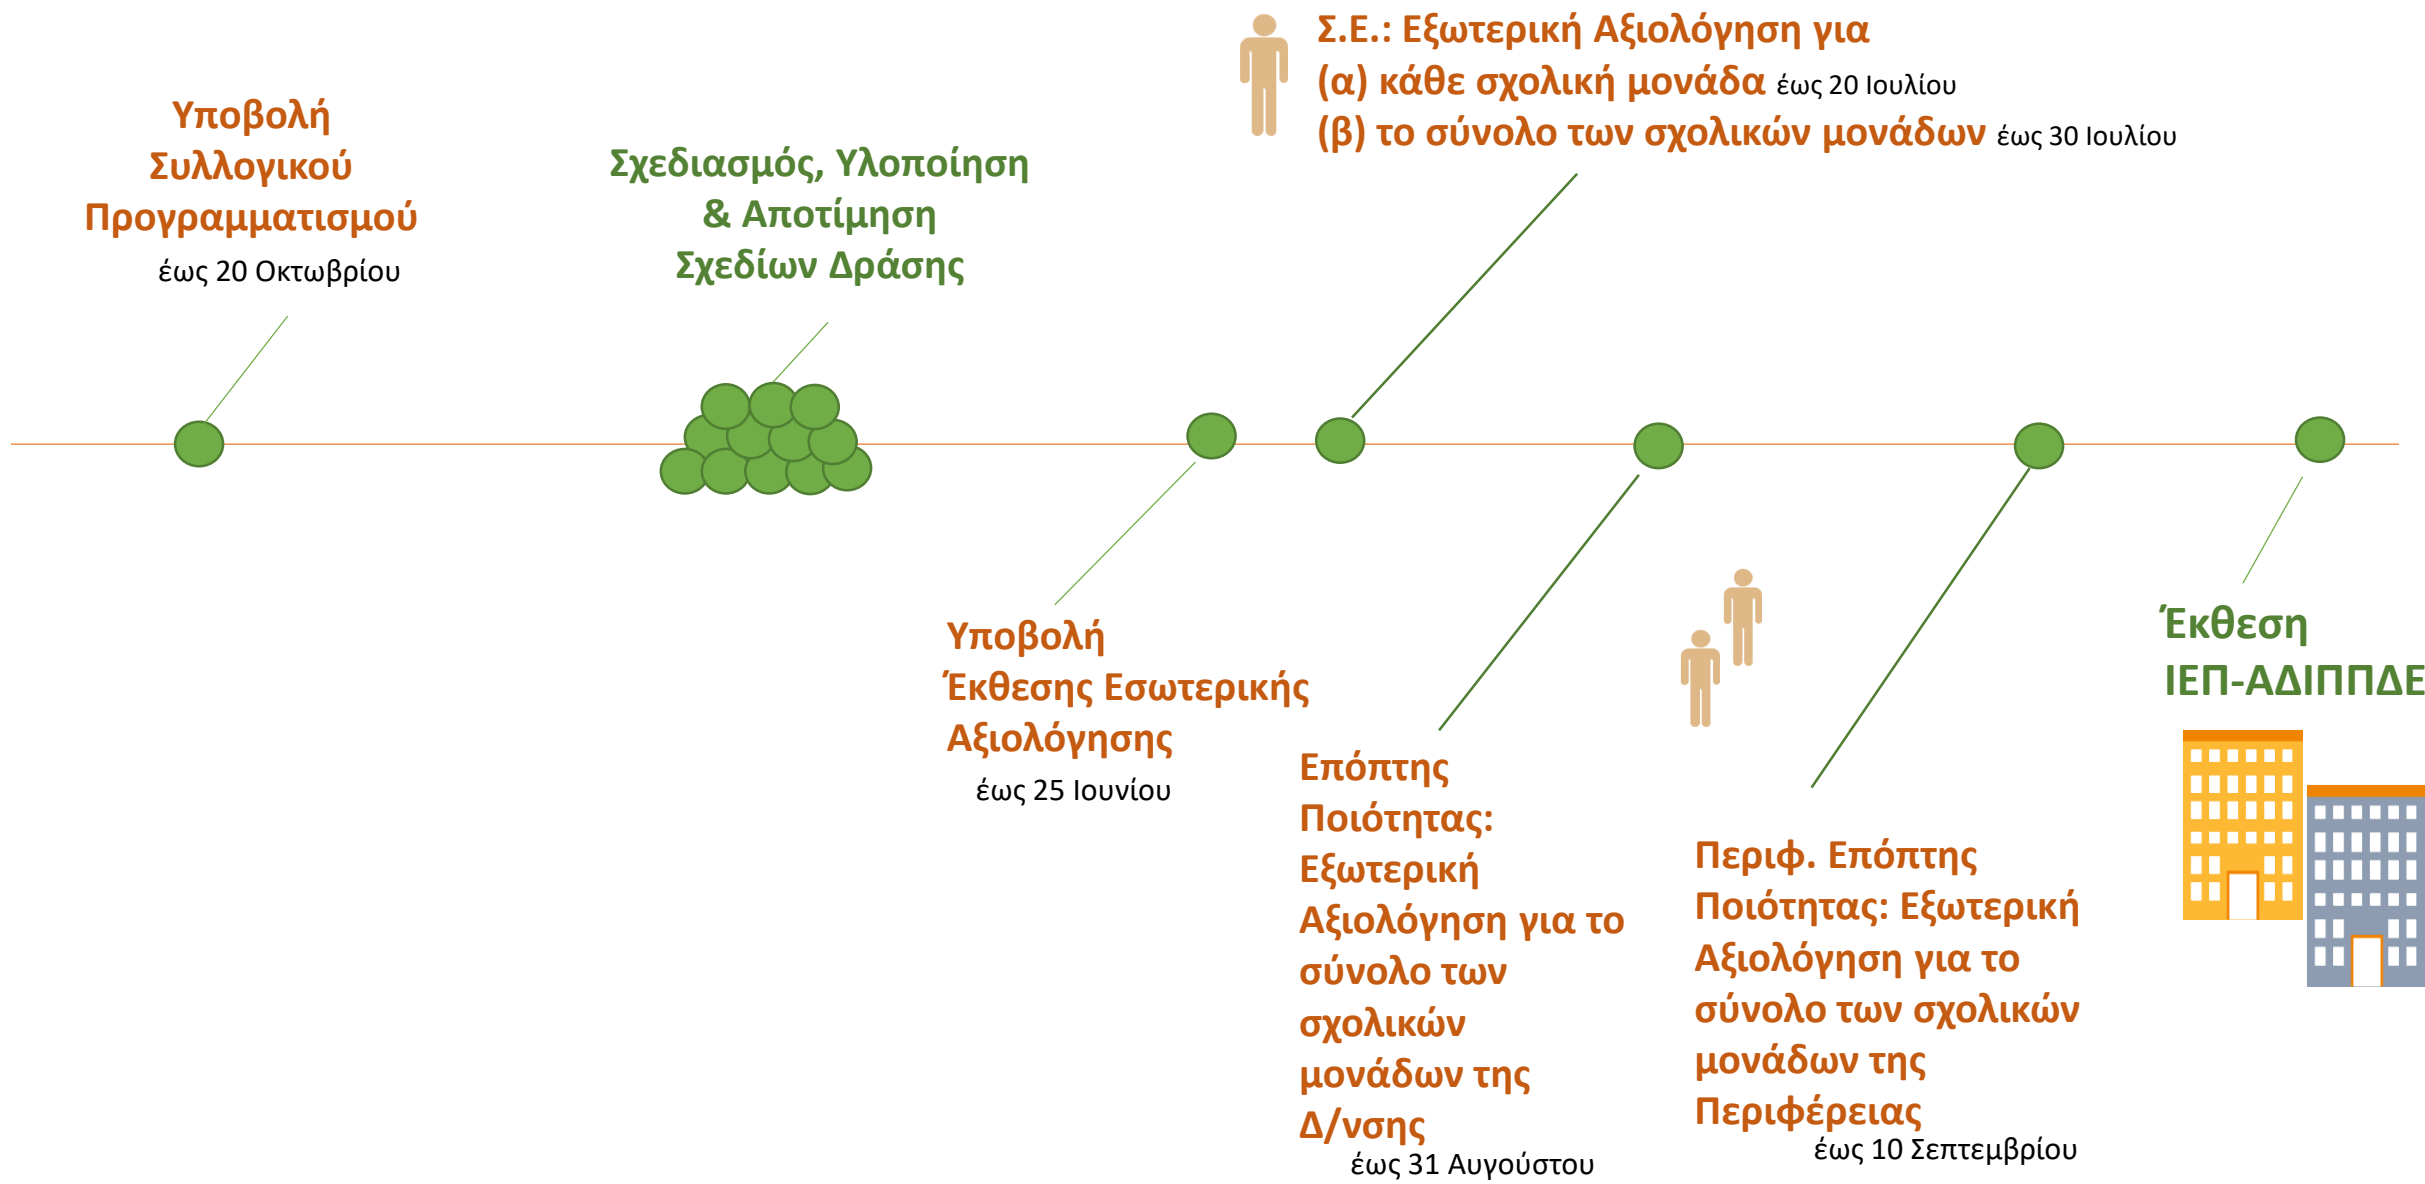 Υποβολή
Συλλογικού
Προγραμματισμού
έως 20 Οκτωβρίου
Σχεδιασμός, Υλοποίηση
& Αποτίμηση
Σχεδίων Δράσης
Σ.Ε.: Εξωτερική Αξιολόγηση για
(α) κάθε σχολική μονάδα έως 20 Ιουλίου
(β) το σύνολο των σχολικών μονάδων έως 30 Ιουλίου
Υποβολή
Έκθεσης Εσωτερικής
Αξιολόγησης
έως 25 Ιουνίου
Επόπτης
Ποιότητας:
Εξωτερική
Αξιολόγηση για το
σύνολο των
σχολικών
μονάδων της
Δ/νσης
έως 31 Αυγούστου
Περιφ. Επόπτης
Ποιότητας: Εξωτερική
Αξιολόγηση για το
σύνολο των σχολικών
μονάδων της
Περιφέρειας
έως 10 Σεπτεμβρίου
Έκθεση
ΙΕΠ-ΑΔΙΠΠΔΕ